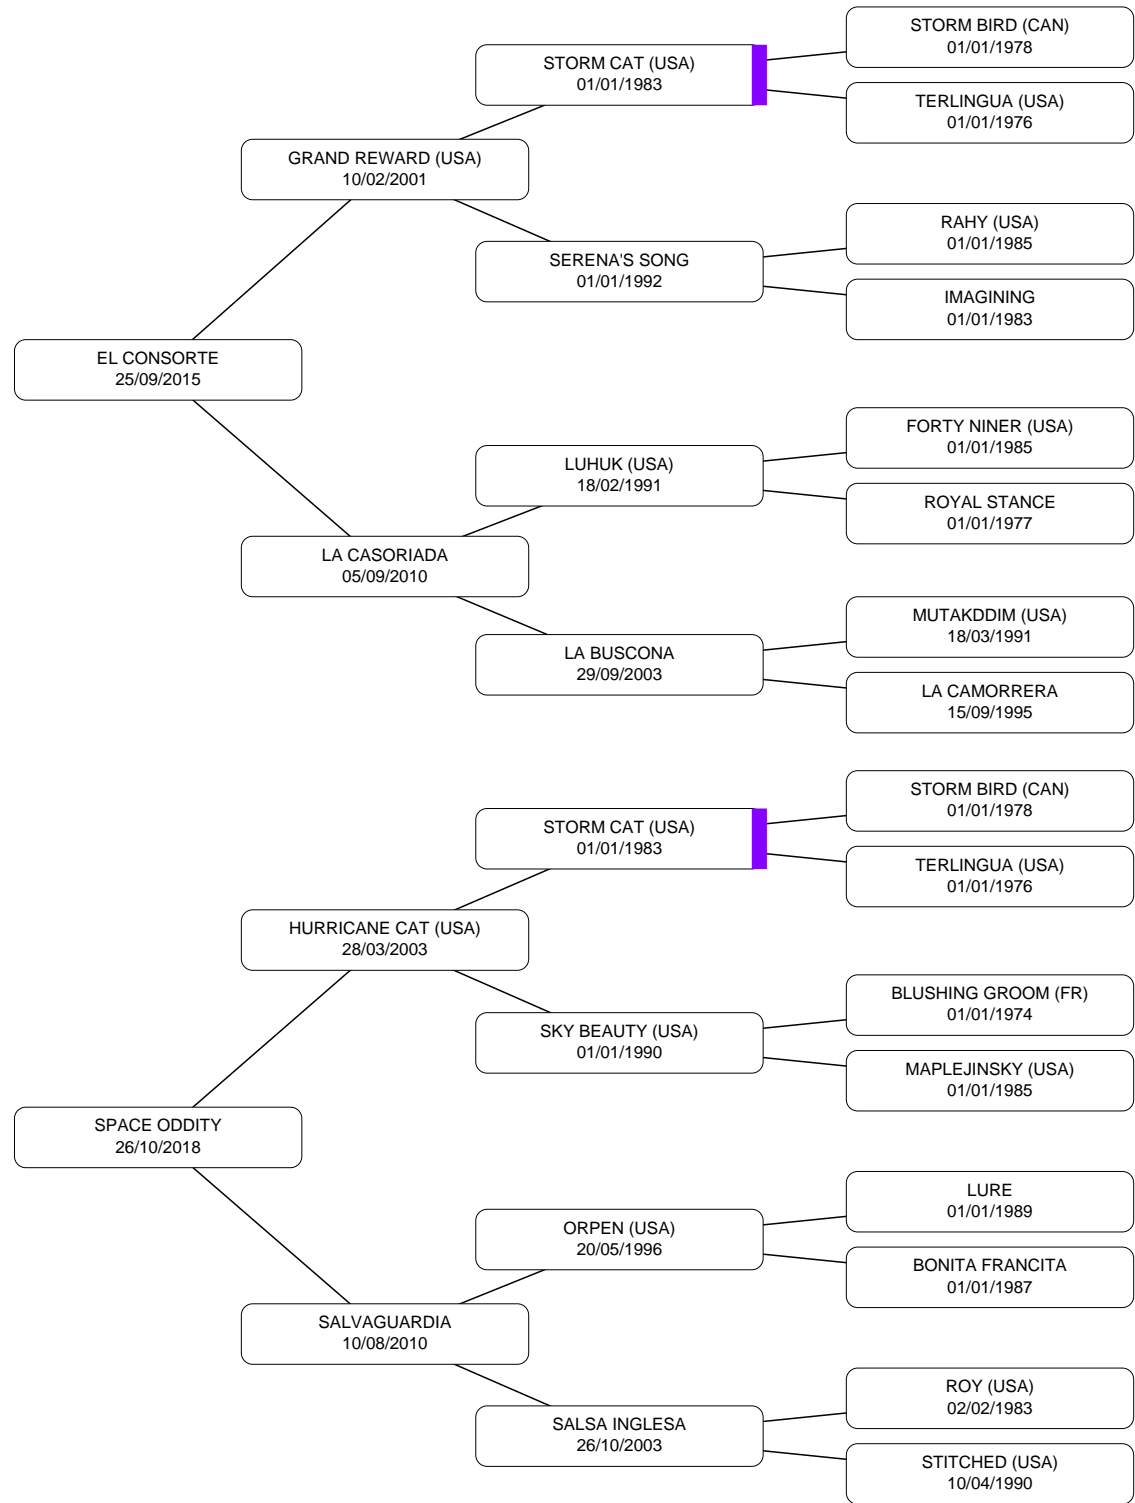 STORM BIRD (CAN)
01/01/1978
STORM CAT (USA)
01/01/1983
TERLINGUA (USA)
01/01/1976
GRAND REWARD (USA)
10/02/2001
RAHY (USA)
01/01/1985
SERENA'S SONG
01/01/1992
IMAGINING
01/01/1983
EL CONSORTE
25/09/2015
FORTY NINER (USA)
01/01/1985
LUHUK (USA)
18/02/1991
ROYAL STANCE
01/01/1977
LA CASORIADA
05/09/2010
MUTAKDDIM (USA)
18/03/1991
LA BUSCONA
29/09/2003
LA CAMORRERA
15/09/1995
STORM BIRD (CAN)
01/01/1978
STORM CAT (USA)
01/01/1983
TERLINGUA (USA)
01/01/1976
HURRICANE CAT (USA)
28/03/2003
BLUSHING GROOM (FR)
01/01/1974
SKY BEAUTY (USA)
01/01/1990
MAPLEJINSKY (USA)
01/01/1985
SPACE ODDITY
26/10/2018
LURE
01/01/1989
ORPEN (USA)
20/05/1996
BONITA FRANCITA
01/01/1987
SALVAGUARDIA
10/08/2010
ROY (USA)
02/02/1983
SALSA INGLESA
26/10/2003
STITCHED (USA)
10/04/1990